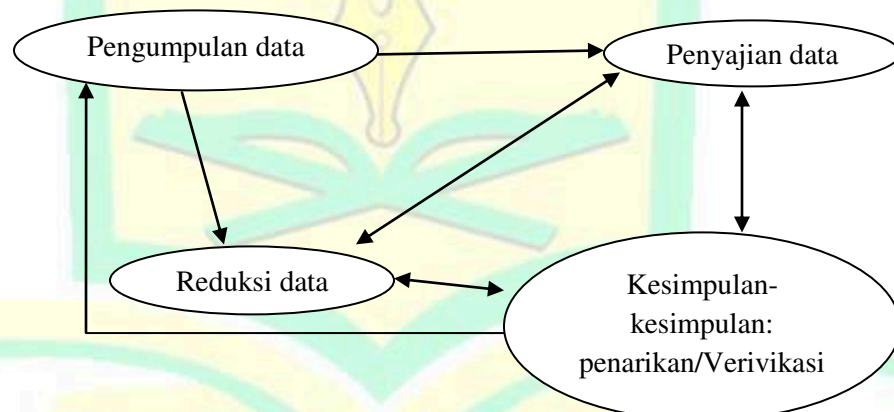 Pengumpulan data
Penyajian data
Reduksi data
Kesimpulan-
kesimpulan:
penarikan/Verivikasi